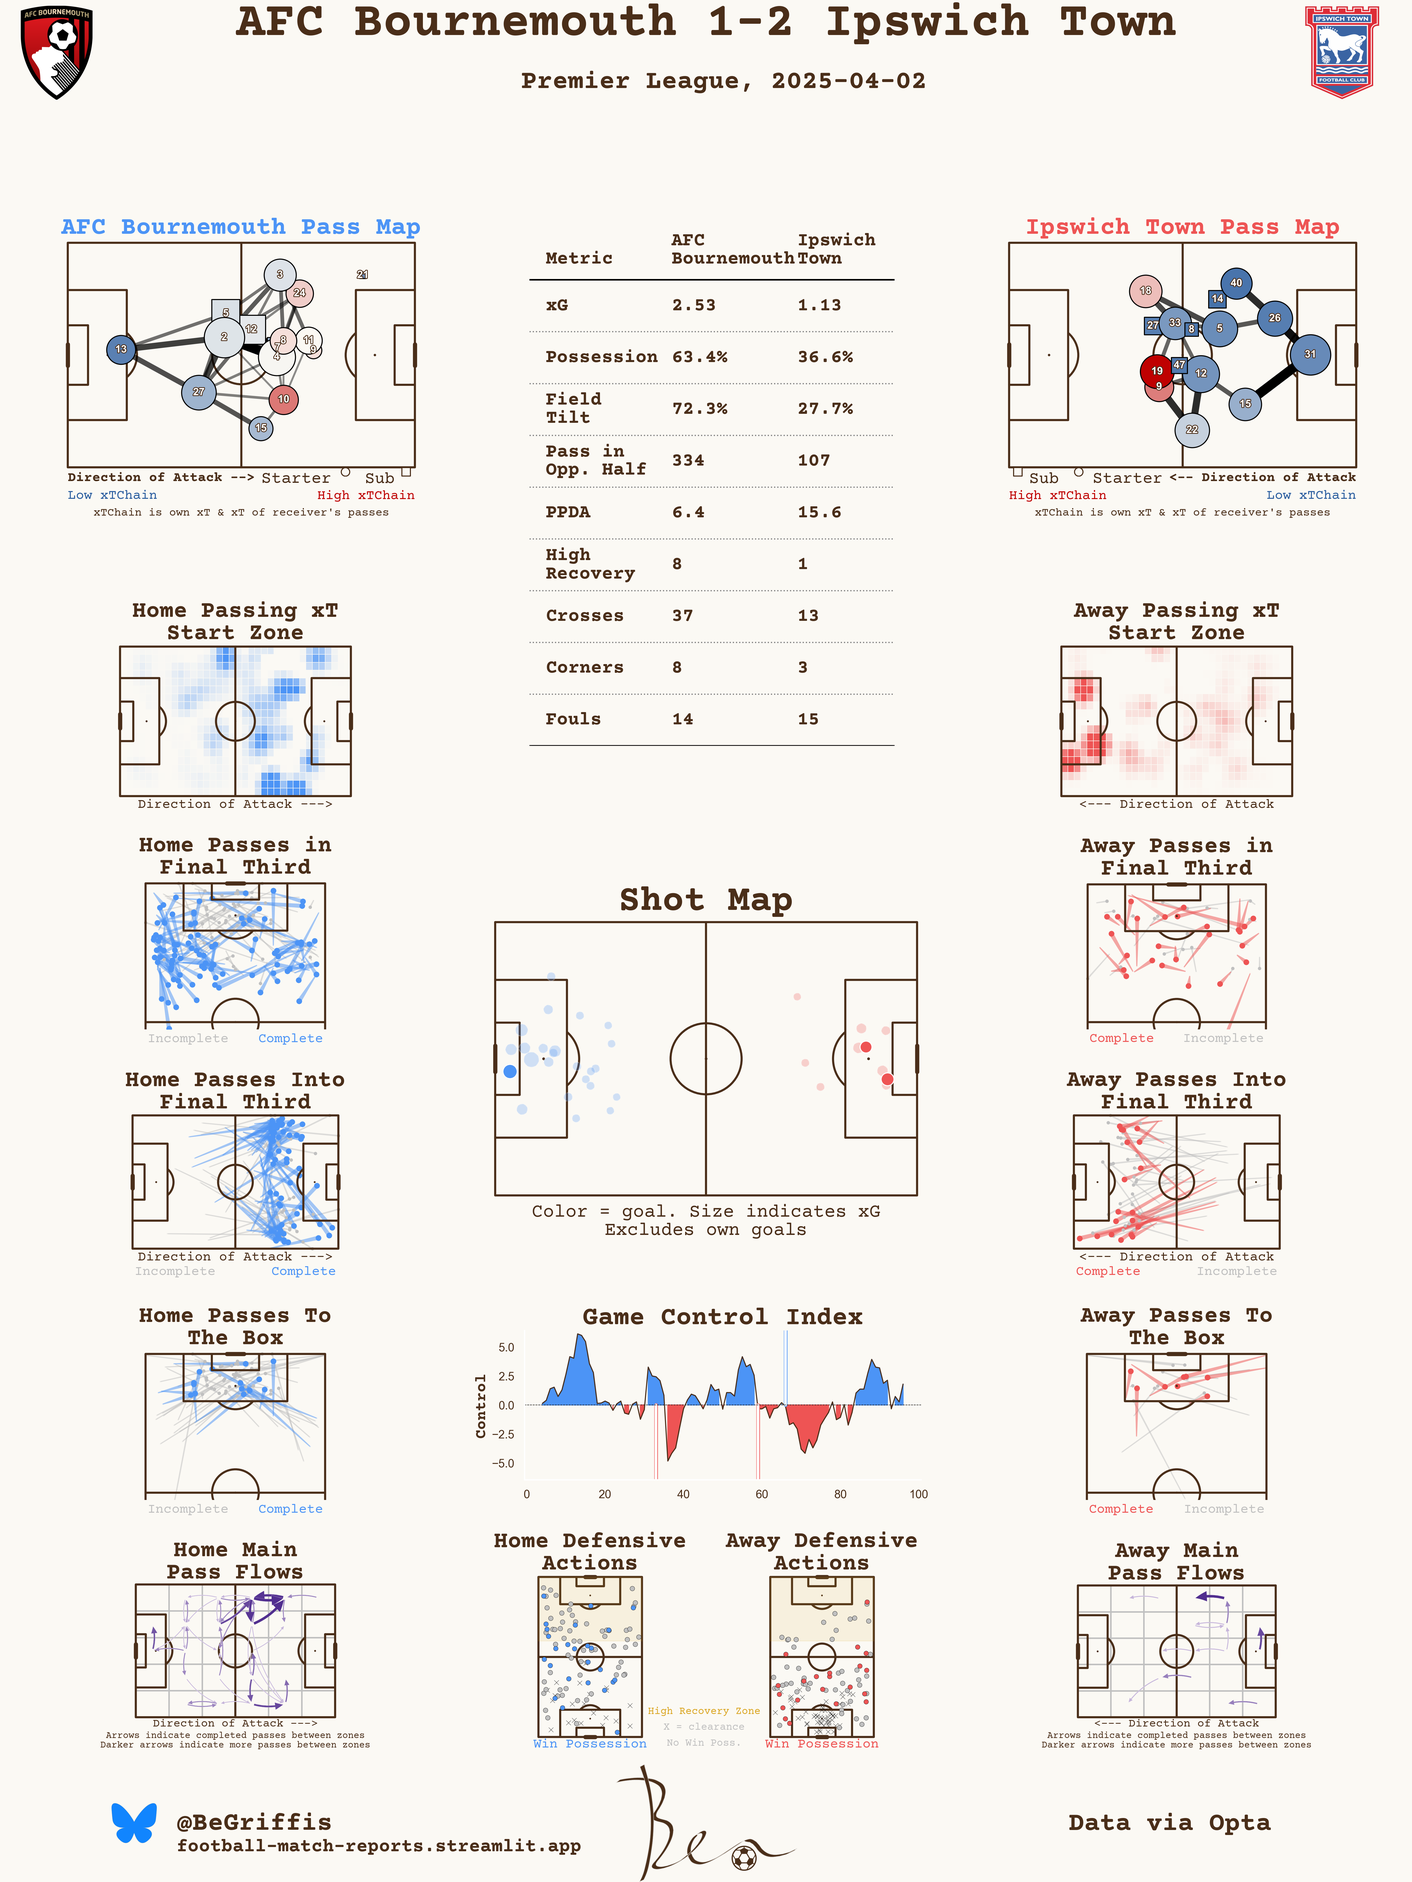 AFC BOURNEMOUTH
AFC Bournemouth 1-2 Ipswich Town
IPSWICH TOWN
FOOTBALL CLUB
Premier League, 2025-04-02
AFC Bournemouth Pass Map
3
21
24
5
12
2
8
7
11
9
4
13
27
10
15
Direction of Attack --> Starter Sub
Low xTChain High xTChain
xTChain is own xT & xT of receiver's passes
Metric AFC Bournemouth Ipswich Town
xG 2.53 1.13
Possession 63.4% 36.6%
Field Tilt 72.3% 27.7%
Pass in Opp. Half 334 107
PPDA 6.4 15.6
High Recovery 8 1
Crosses 37 13
Corners 8 3
Fouls 14 15
Ipswich Town Pass Map
18
40
14
26
27
33
8
5
31
19
47
12
9
15
22
Sub Starter <-- Direction of Attack
High xTChain Low xTChain
xTChain is own xT & xT of receiver's passes
Home Passing xT
Start Zone
Direction of Attack --->
Away Passing xT
Start Zone
<--- Direction of Attack
Home Passes in
Final Third
Incomplete Complete
Away Passes in
Final Third
Complete Incomplete
Shot Map
Color = goal. Size indicates xG
Excludes own goals
Home Passes Into
Final Third
Direction of Attack --->
Incomplete Complete
Away Passes Into
Final Third
<--- Direction of Attack
Complete Incomplete
Home Passes To
The Box
Incomplete Complete
Game Control Index
Control
5.0
2.5
0.0
−2.5
−5.0
0 20 40 60 80 100
Away Passes To
The Box
Complete Incomplete
Home Main
Pass Flows
Direction of Attack --->
Arrows indicate completed passes between zones
Darker arrows indicate more passes between zones
Home Defensive
Actions
Win Possession
High Recovery Zone
X = clearance
No Win Poss.
Away Defensive
Actions
Win Possession
Away Main
Pass Flows
<--- Direction of Attack
Arrows indicate completed passes between zones
Darker arrows indicate more passes between zones
@BeGriffis
football-match-reports.streamlit.app
Ben
Data via Opta